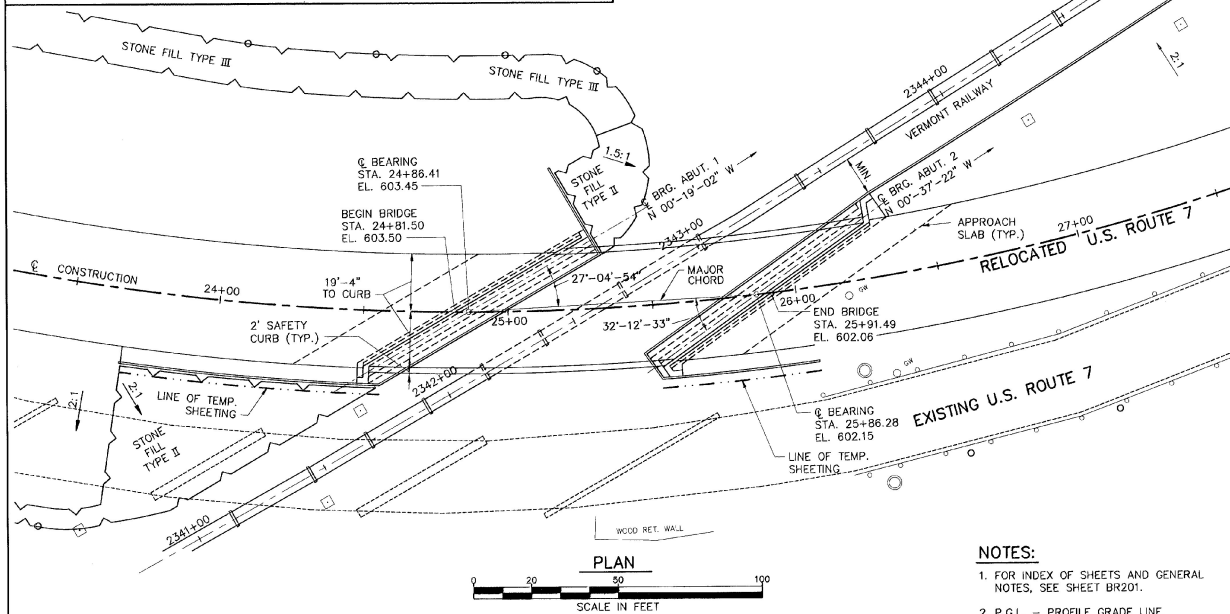 STONE FILL TYPE III
STONE FILL TYPE III
2344+00
VERMONT RAILWAY
2:1
1.5:1
STONE
FILL
TYPE II
℄ BEARING
STA. 24+86.41
EL. 603.45
BEGIN BRIDGE
STA. 24+81.50
EL. 603.50
℄ BRG. ABUT. 1
N 00°-19'-02" W
MIN.
℄ BRG. ABUT. 2
N 00°-37'-22" W
2343+00
APPROACH
SLAB (TYP.)
27+00
RELOCATED U.S. ROUTE 7
℄ CONSTRUCTION
24+00
19'-4"
TO CURB
27°-04'-54"
MAJOR
CHORD
25+00
26+00
GW
2' SAFETY
CURB (TYP.)
32°-12'-33"
END BRIDGE
STA. 25+91.49
EL. 602.06
GW
LINE OF TEMP.
SHEETING
2342+00
2:1
2:1
STONE
FILL
TYPE II
℄ BEARING
STA. 25+86.28
EL. 602.15
EXISTING U.S. ROUTE 7
LINE OF TEMP.
SHEETING
2341+00
WOOD RET. WALL
PLAN
0 20 50 100
SCALE IN FEET
NOTES:
1. FOR INDEX OF SHEETS AND GENERAL
NOTES, SEE SHEET BR201.
2. P.G.L. – PROFILE GRADE LINE